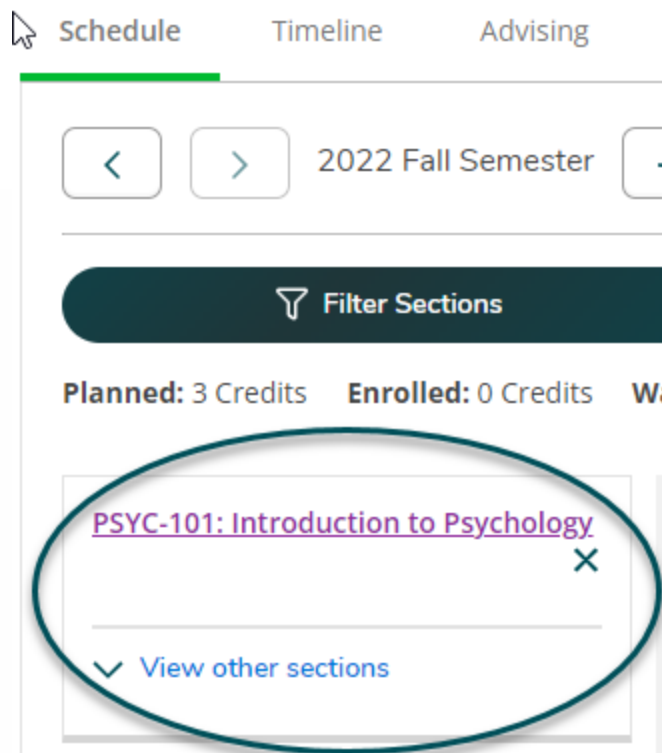 Schedule Timeline Advising
2022 Fall Semester
Filter Sections
Planned: 3 Credits Enrolled: 0 Credits
PSYC-101: Introduction to Psychology
View other sections